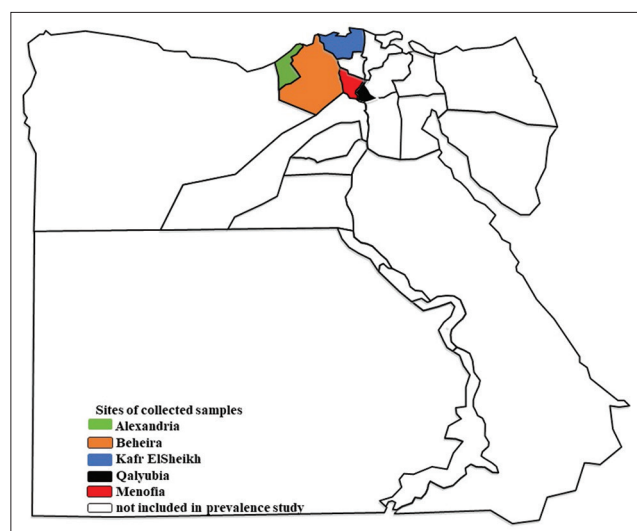 Sites of collected samples
Alexandria
Beheira
Kafr ElSheikh
Qalyubia
Menofia
not included in prevalence study